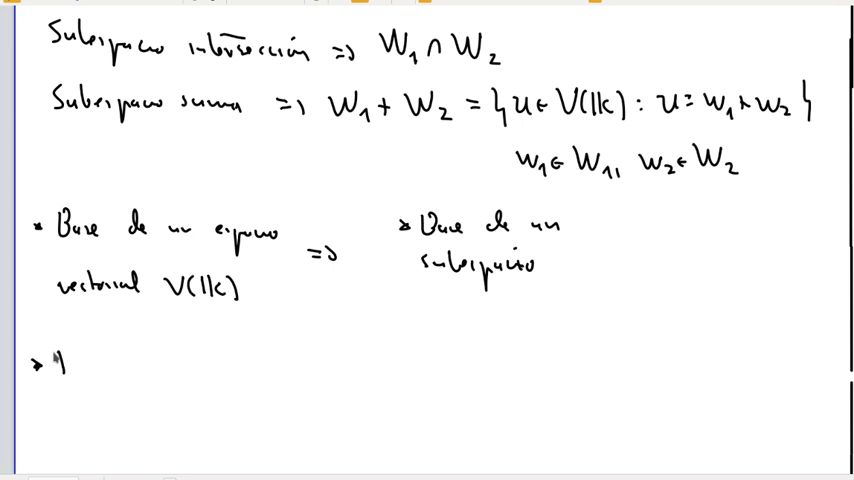 Subespacio intersección => W₁ ∩ W₂
Subespacio suma => W₁ + W₂ = { u ∈ V(K) : u = w₁ + w₂ }
w₁ ∈ W₁, w₂ ∈ W₂
* Base de un espacio
vectorial V(K)
=>
* Base de un
subespacio
*